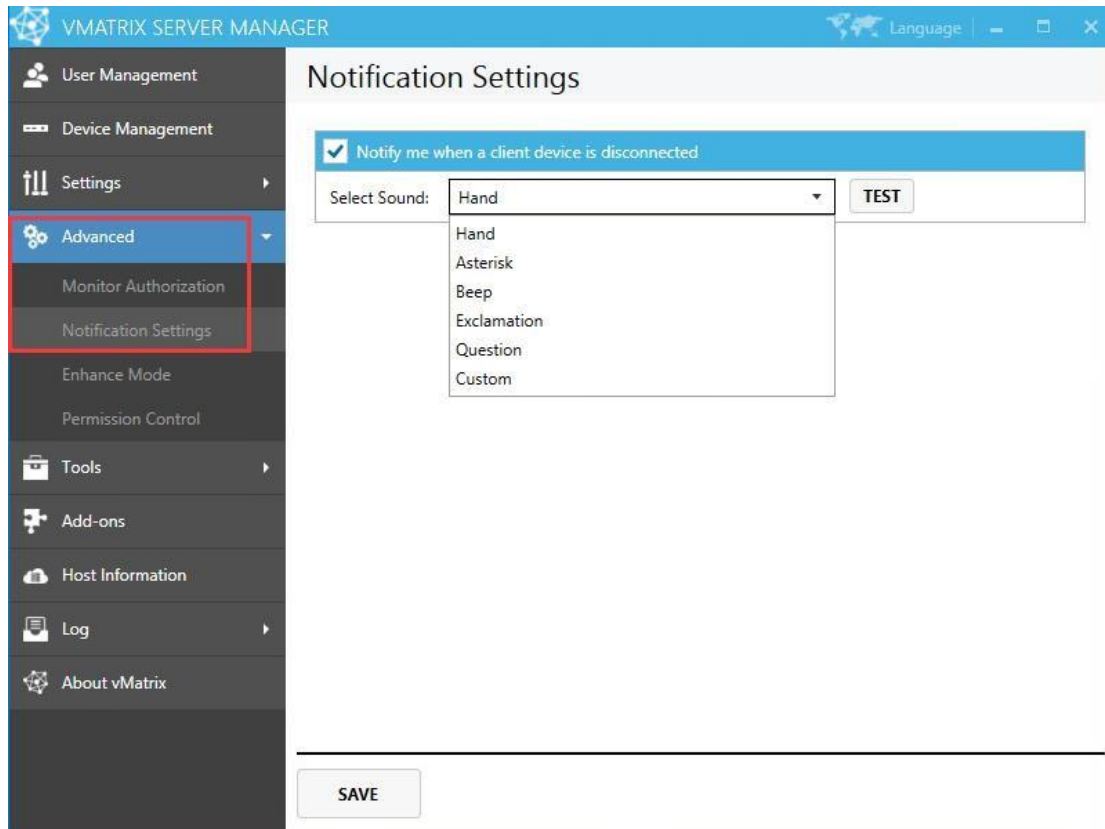 VMATRIX SERVER MANAGER
Language
User Management
Device Management
Settings
Advanced
Monitor Authorization
Notification Settings
Enhance Mode
Permission Control
Tools
Add-ons
Host Information
Log
About vMatrix
Notification Settings
Notify me when a client device is disconnected
Select Sound: Hand TEST
Hand
Asterisk
Beep
Exclamation
Question
Custom
SAVE